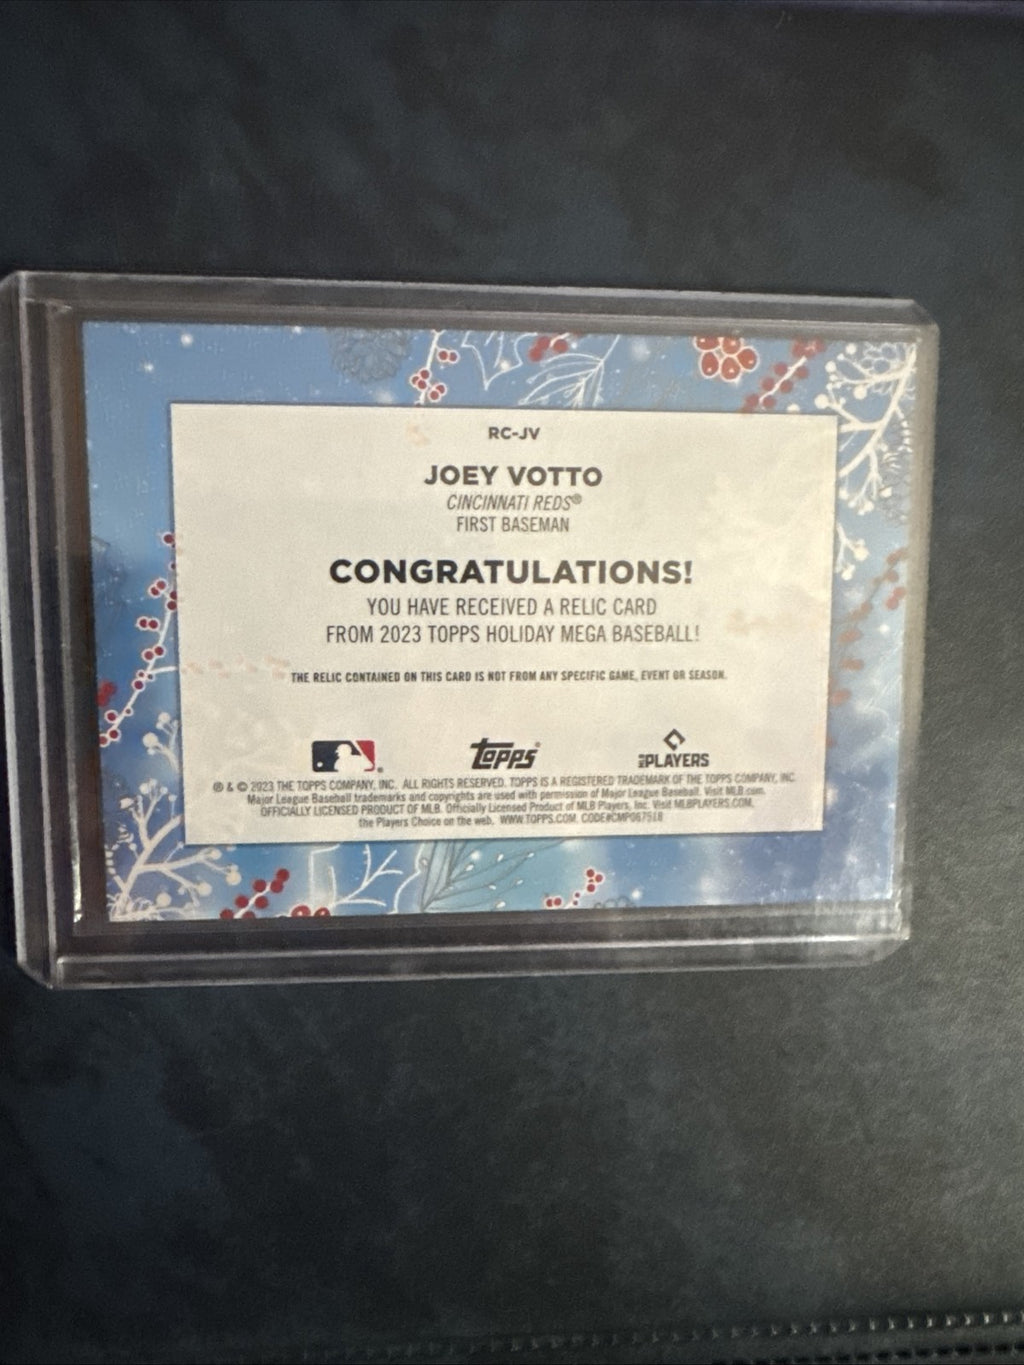 RC-JV
JOEY VOTTO
CINCINNATI REDS®
FIRST BASEMAN
CONGRATULATIONS!
YOU HAVE RECEIVED A RELIC CARD
FROM 2023 TOPPS HOLIDAY MEGA BASEBALL!
THE RELIC CONTAINED ON THIS CARD IS NOT FROM ANY SPECIFIC GAME, EVENT OR SEASON.
topps® PLAYERS
® & © 2023 THE TOPPS COMPANY, INC. ALL RIGHTS RESERVED. TOPPS IS A REGISTERED TRADEMARK OF THE TOPPS COMPANY, INC.
Major League Baseball trademarks and copyrights are used with permission of Major League Baseball. Visit MLB.com.
OFFICIALLY LICENSED PRODUCT OF MLB. Officially Licensed Product of MLB Players, Inc. Visit MLBPLAYERS.COM,
the Players Choice on the web. WWW.TOPPS.COM. CODE#CMP067518